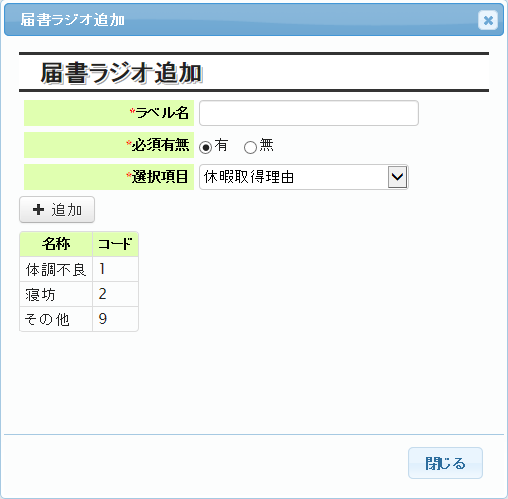 届書ラジオ追加
届書ラジオ追加
*ラベル名
*必須有無 有 無
*選択項目 休暇取得理由
+ 追加
名称 コード
体調不良 1
寝坊 2
その他 9
閉じる